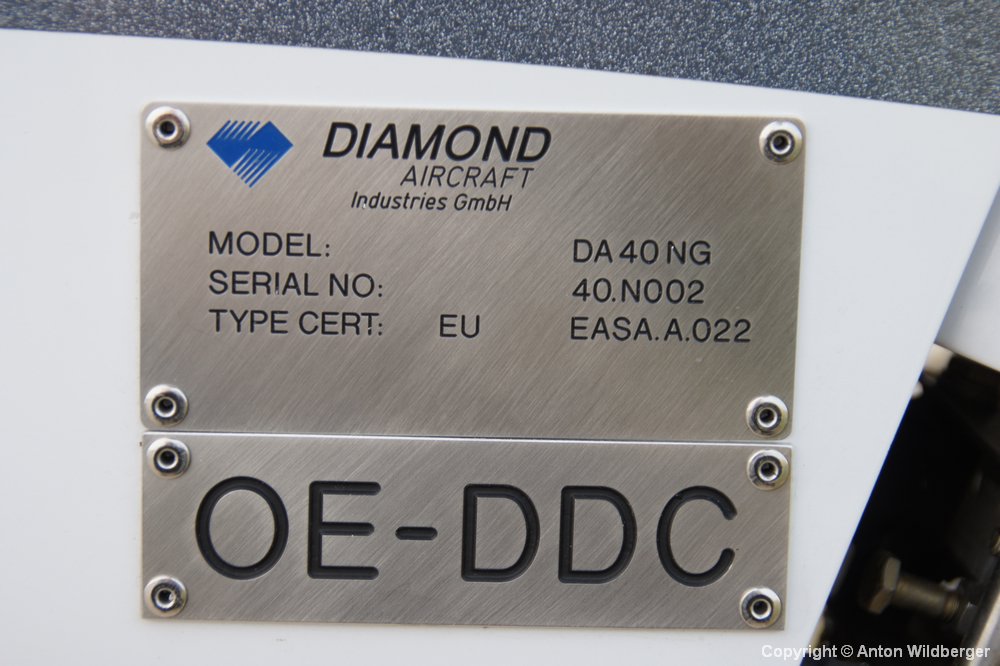 DIAMOND
AIRCRAFT
Industries GmbH
MODEL: DA 40 NG
SERIAL NO: 40.N002
TYPE CERT: EU EASA.A.022
OE-DDC
Copyright © Anton Wildberger